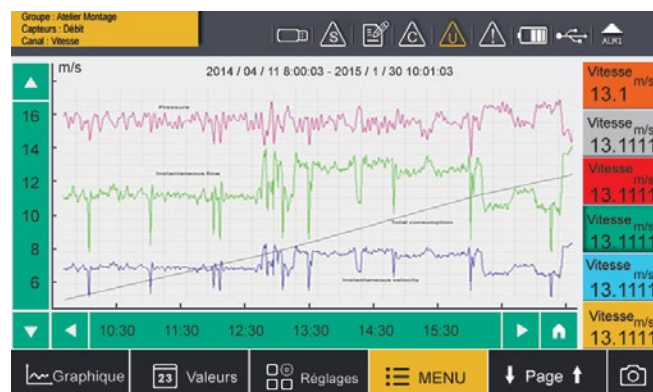 Groupe : Atelier Montage
Capteurs : Débit
Canal : Vitesse
S
C
U
ALM1
m/s
2014 / 04 / 11 8:00:03 - 2015 / 1 / 30 10:01:03
16
14
12
10
8
6
Pressure
Instantaneous flow
Total consumption
Instantaneous velocity
Vitesse m/s
13.1
Vitesse m/s
13.1111
Vitesse m/s
13.1111
Vitesse m/s
13.1111
Vitesse m/s
13.1111
Vitesse m/s
13.1111
10:30 11:30 12:30 13:30 14:30 15:30
Graphique 23 Valeurs Réglages MENU Page